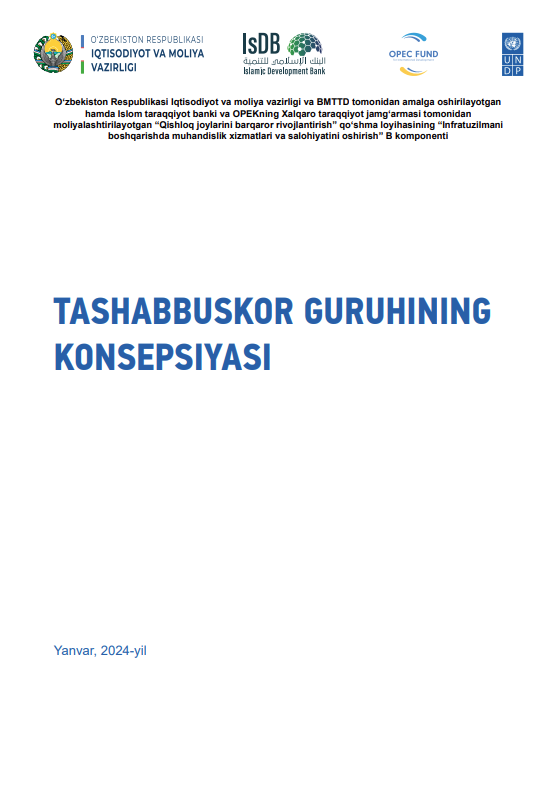 O‘ZBEKISTON RESPUBLIKASI
IQTISODIYOT VA MOLIYA
VAZIRLIGI
IsDB
البنك الإسلامي للتنمية
Islamic Development Bank
OPEC FUND
U N
D P
O‘zbekiston Respublikasi Iqtisodiyot va moliya vazirligi va BMTTD tomonidan amalga oshirilayotgan
hamda Islom taraqqiyot banki va OPEKning Xalqaro taraqqiyot jamg‘armasi tomonidan
moliyalashtirilayotgan “Qishloq joylarini barqaror rivojlantirish” qo‘shma loyihasining “Infratuzilmani
boshqarishda muhandislik xizmatlari va salohiyatini oshirish” B komponenti
TASHABBUSKOR GURUHINING
KONSEPSIYASI
Yanvar, 2024-yil